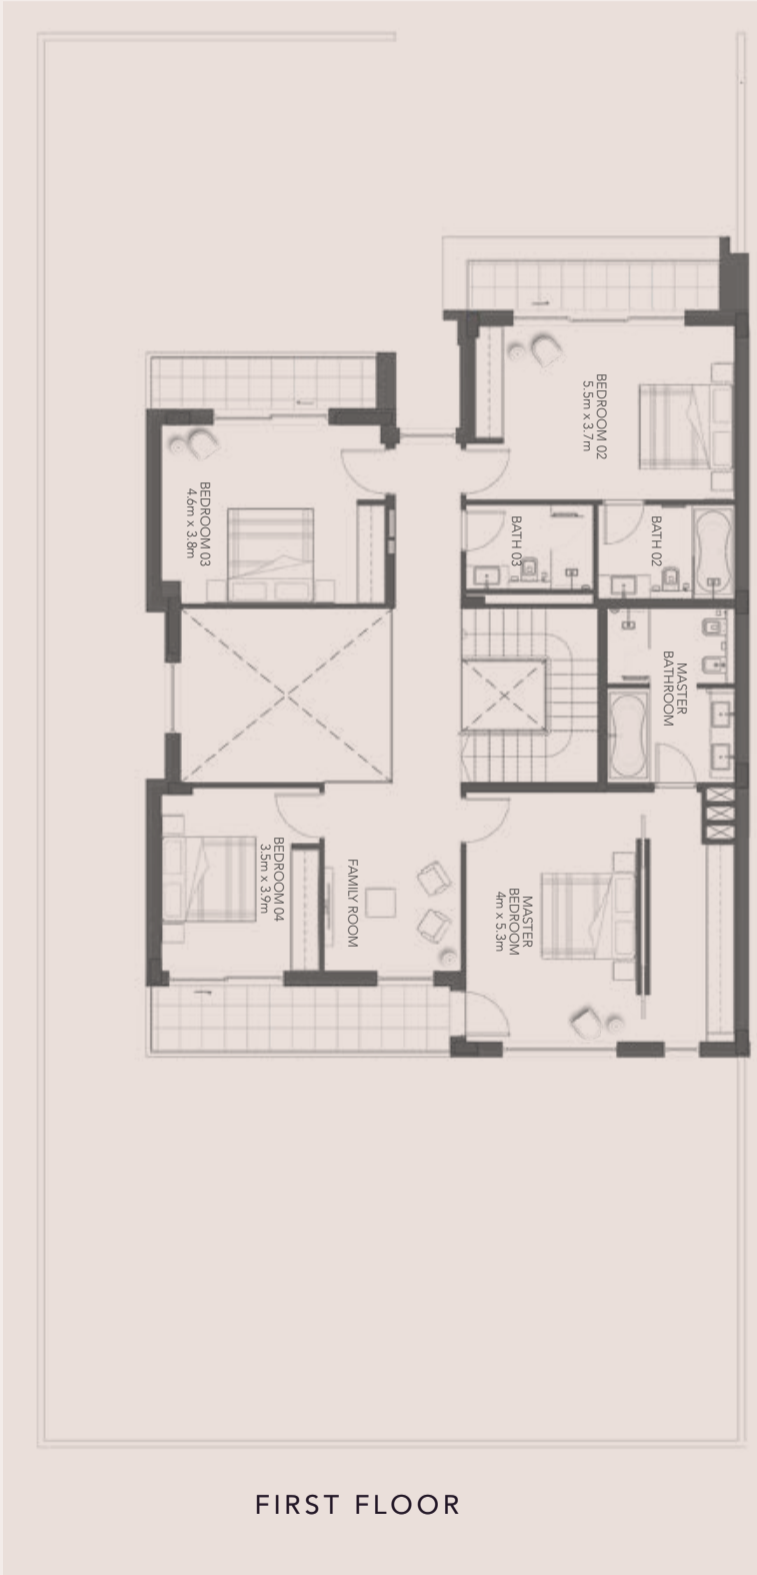 BEDROOM 02
5.5m x 3.7m
BEDROOM 03
4.6m x 3.8m
BATH 03
BATH 02
MASTER
BATHROOM
BEDROOM 04
3.5m x 3.9m
FAMILY ROOM
MASTER
BEDROOM
4m x 5.3m
FIRST FLOOR